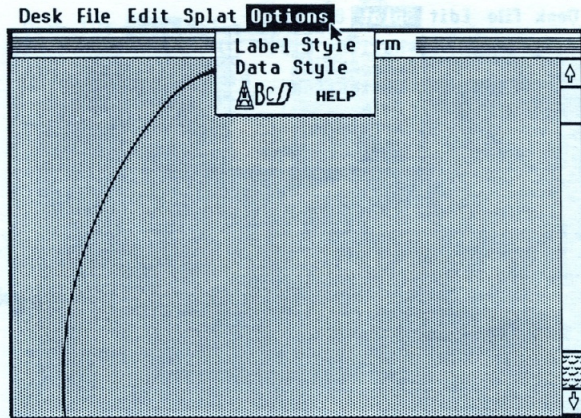 Desk File Edit Splat Options
Label Style
rm
Data Style
ABCD HELP